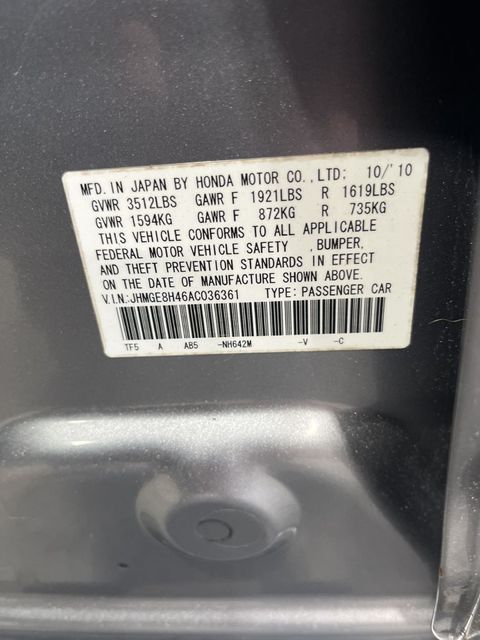 MFD. IN JAPAN BY HONDA MOTOR CO., LTD: 10/'10
GVWR 3512LBS GAWR F 1921LBS R 1619LBS
GVWR 1594KG GAWR F 872KG R 735KG
THIS VEHICLE CONFORMS TO ALL APPLICABLE
FEDERAL MOTOR VEHICLE SAFETY , BUMPER,
AND THEFT PREVENTION STANDARDS IN EFFECT
ON THE DATE OF MANUFACTURE SHOWN ABOVE.
V.I.N.:JHMGE8H46AC036361 TYPE: PASSENGER CAR
TF5 A AB5 -NH642M -V -C